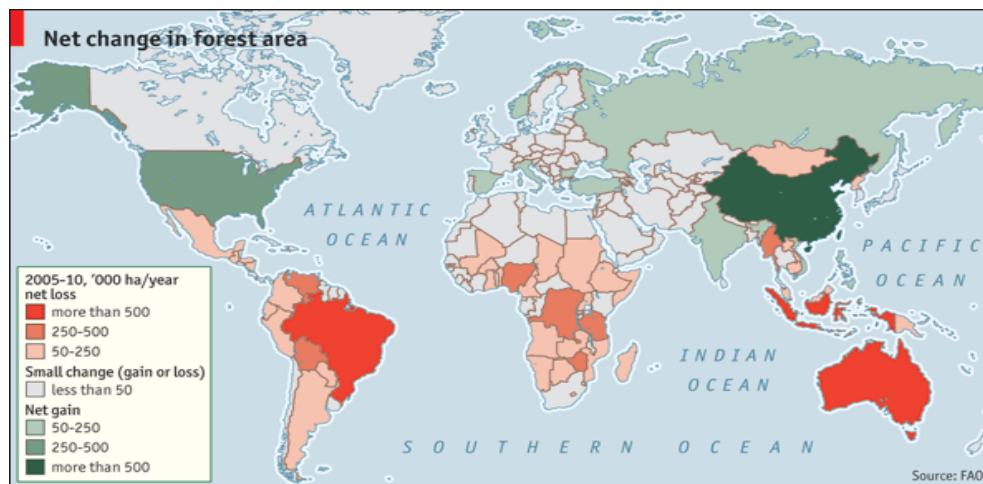 Net change in forest area
ATLANTIC
OCEAN
PACIFIC
OCEAN
INDIAN
OCEAN
SOUTHERN OCEAN
2005-10, '000 ha/year
net loss
more than 500
250-500
50-250
Small change (gain or loss)
less than 50
Net gain
50-250
250-500
more than 500
Source: FAO